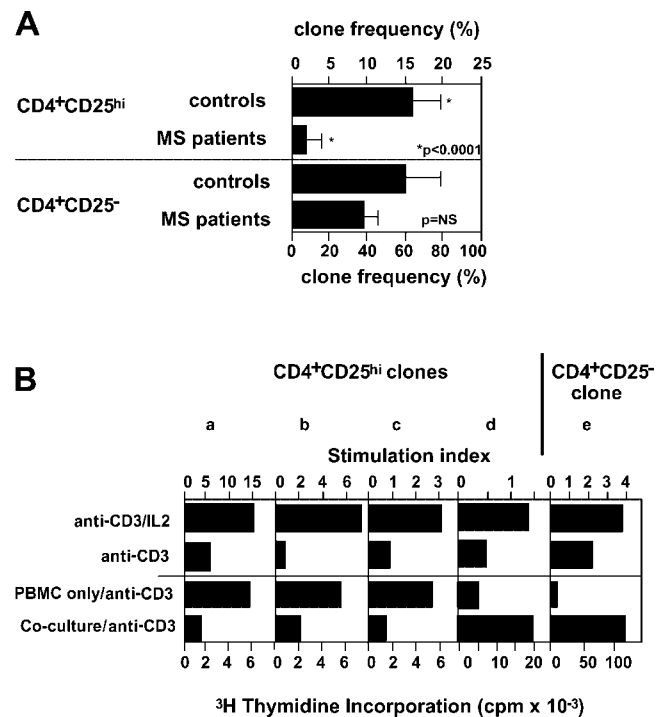 A
clone frequency (%)
0 5 10 15 20 25
CD4+CD25hi
controls
*
MS patients
*
*p<0.0001
CD4+CD25-
controls
MS patients
p=NS
0 20 40 60 80 100
clone frequency (%)
B
CD4+CD25hi clones
CD4+CD25- clone
a b c d e
Stimulation index
0 5 10 15 0 2 4 6 0 1 2 3 0 1 0 1 2 3 4
anti-CD3/IL2
anti-CD3
PBMC only/anti-CD3
Co-culture/anti-CD3
0 2 4 6 0 2 4 6 0 2 4 6 0 10 20 0 50 100
3H Thymidine Incorporation (cpm x 10-3)